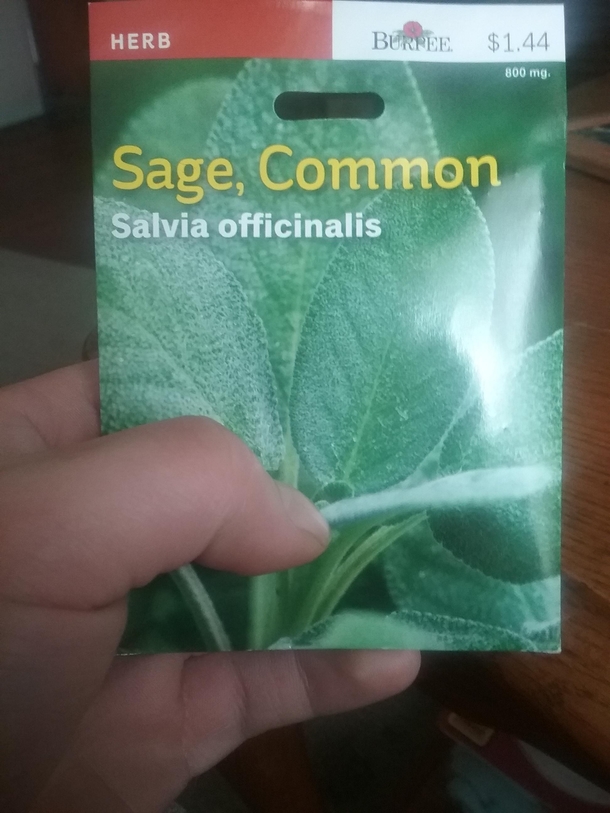 HERB
BURPEE.
$1.44
800 mg.
Sage, Common
Salvia officinalis